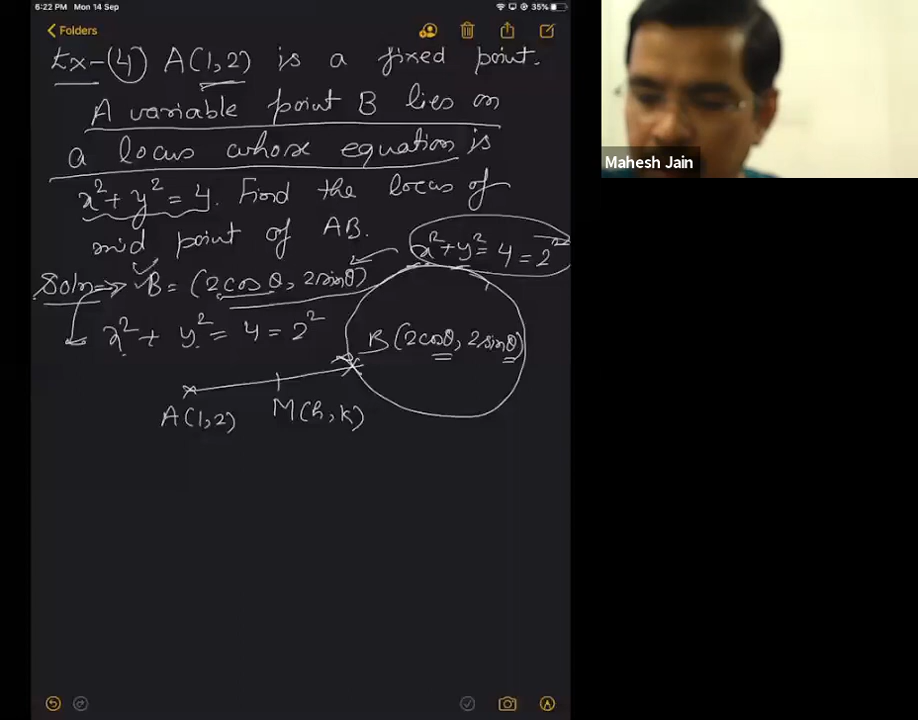 6:22 PM Mon 14 Sep
35%
Folders
Ex-(4) A(1,2) is a fixed point.
A variable point B lies on
a locus whose equation is
x² + y² = 4. Find the locus of
mid point of AB.
x² + y² = 4 = 2²
Soln ⇒ B = (2cos θ, 2sinθ)
x² + y² = 4 = 2²
B(2cosθ, 2sinθ)
A(1,2) M(h, k)
Mahesh Jain